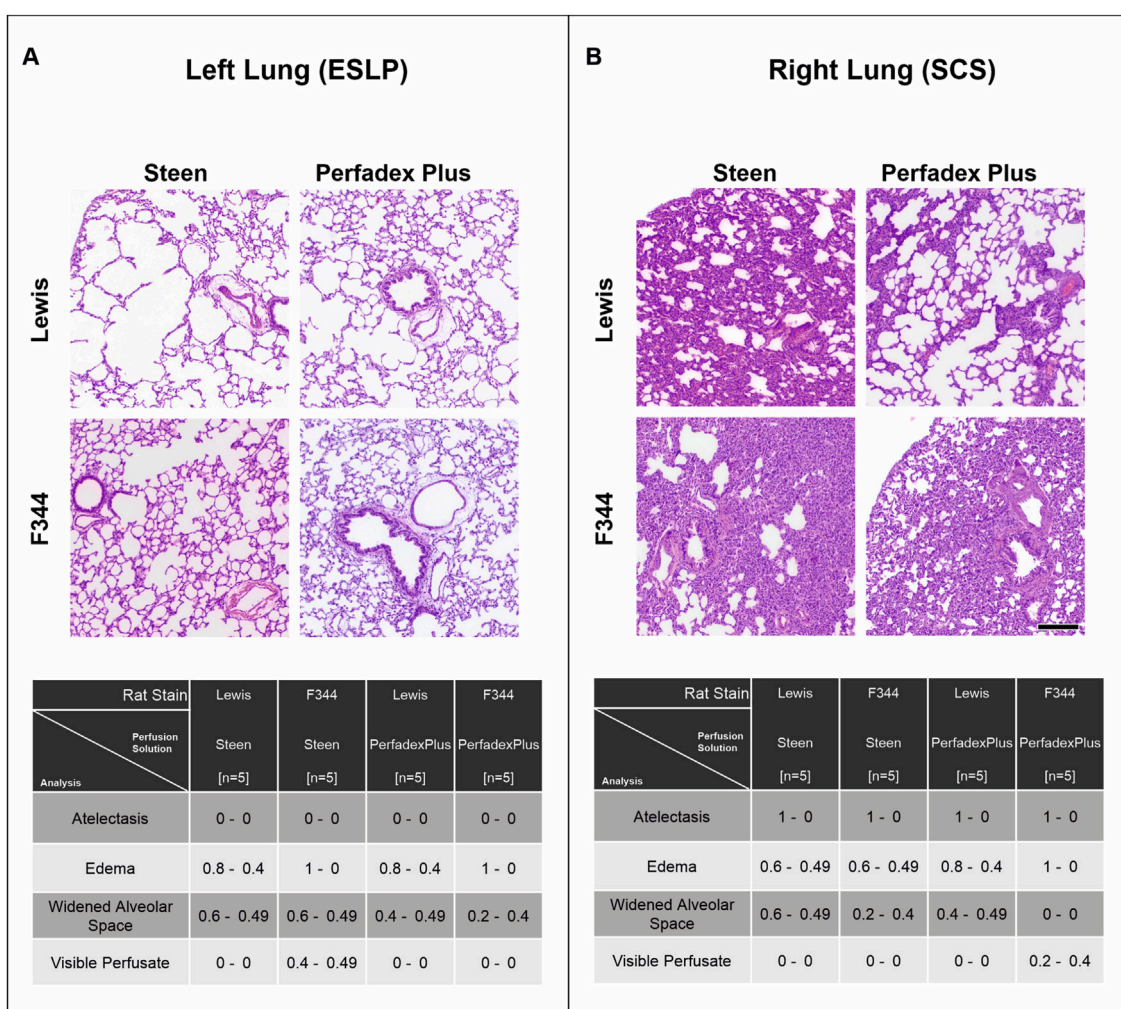 A
Left Lung (ESLP)
Steen Perfadex Plus
Lewis
F344
Rat Stain Lewis F344 Lewis F344
Perfusion
Solution
Steen Steen PerfadexPlus PerfadexPlus
Analysis [n=5] [n=5] [n=5] [n=5]
Atelectasis 0 - 0 0 - 0 0 - 0 0 - 0
Edema 0.8 - 0.4 1 - 0 0.8 - 0.4 1 - 0
Widened Alveolar
Space 0.6 - 0.49 0.6 - 0.49 0.4 - 0.49 0.2 - 0.4
Visible Perfusate 0 - 0 0.4 - 0.49 0 - 0 0 - 0
B
Right Lung (SCS)
Steen Perfadex Plus
Lewis
F344
Rat Stain Lewis F344 Lewis F344
Perfusion
Solution
Steen Steen PerfadexPlus PerfadexPlus
Analysis [n=5] [n=5] [n=5] [n=5]
Atelectasis 1 - 0 1 - 0 1 - 0 1 - 0
Edema 0.6 - 0.49 0.6 - 0.49 0.8 - 0.4 1 - 0
Widened Alveolar
Space 0.6 - 0.49 0.2 - 0.4 0.4 - 0.49 0 - 0
Visible Perfusate 0 - 0 0 - 0 0 - 0 0.2 - 0.4